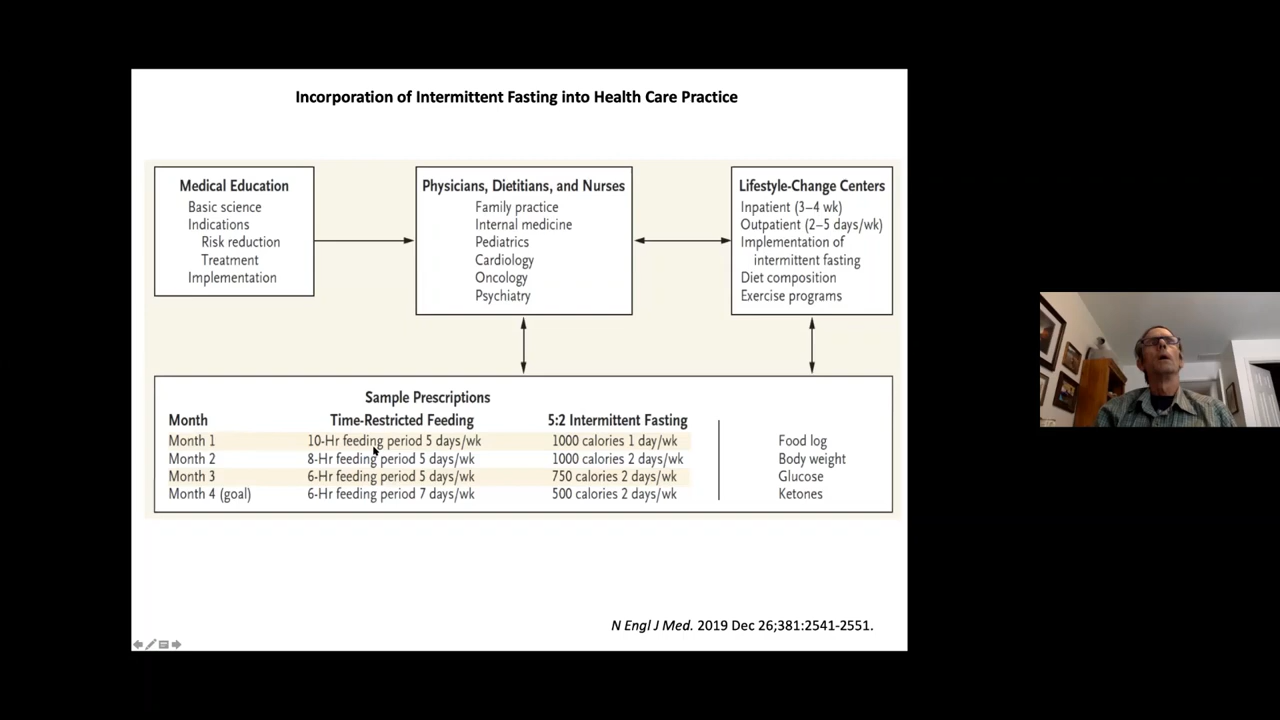 Incorporation of Intermittent Fasting into Health Care Practice
Medical Education
Basic science
Indications
Risk reduction
Treatment
Implementation
Physicians, Dietitians, and Nurses
Family practice
Internal medicine
Pediatrics
Cardiology
Oncology
Psychiatry
Lifestyle-Change Centers
Inpatient (3–4 wk)
Outpatient (2–5 days/wk)
Implementation of
intermittent fasting
Diet composition
Exercise programs
Sample Prescriptions
Month Time-Restricted Feeding 5:2 Intermittent Fasting
Month 1 10-Hr feeding period 5 days/wk 1000 calories 1 day/wk Food log
Month 2 8-Hr feeding period 5 days/wk 1000 calories 2 days/wk Body weight
Month 3 6-Hr feeding period 5 days/wk 750 calories 2 days/wk Glucose
Month 4 (goal) 6-Hr feeding period 7 days/wk 500 calories 2 days/wk Ketones
N Engl J Med. 2019 Dec 26;381:2541-2551.